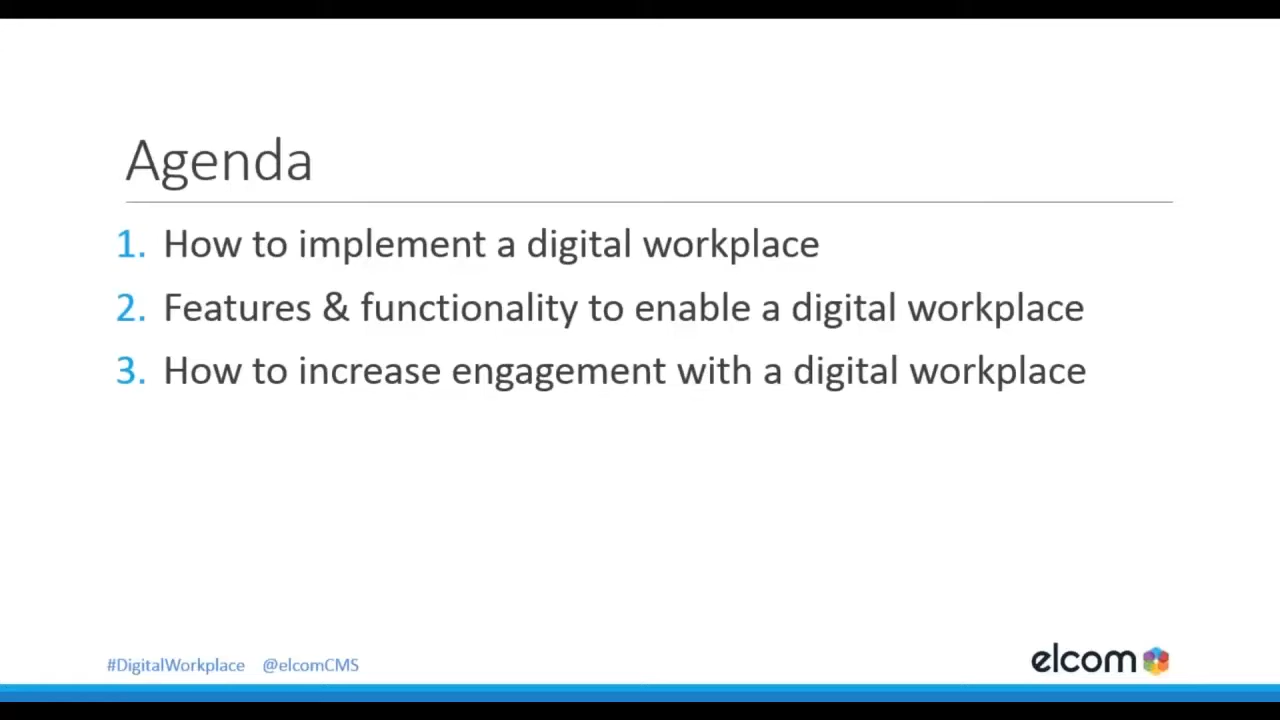 Agenda
1. How to implement a digital workplace
2. Features & functionality to enable a digital workplace
3. How to increase engagement with a digital workplace
#DigitalWorkplace @elcomCMS
elcom